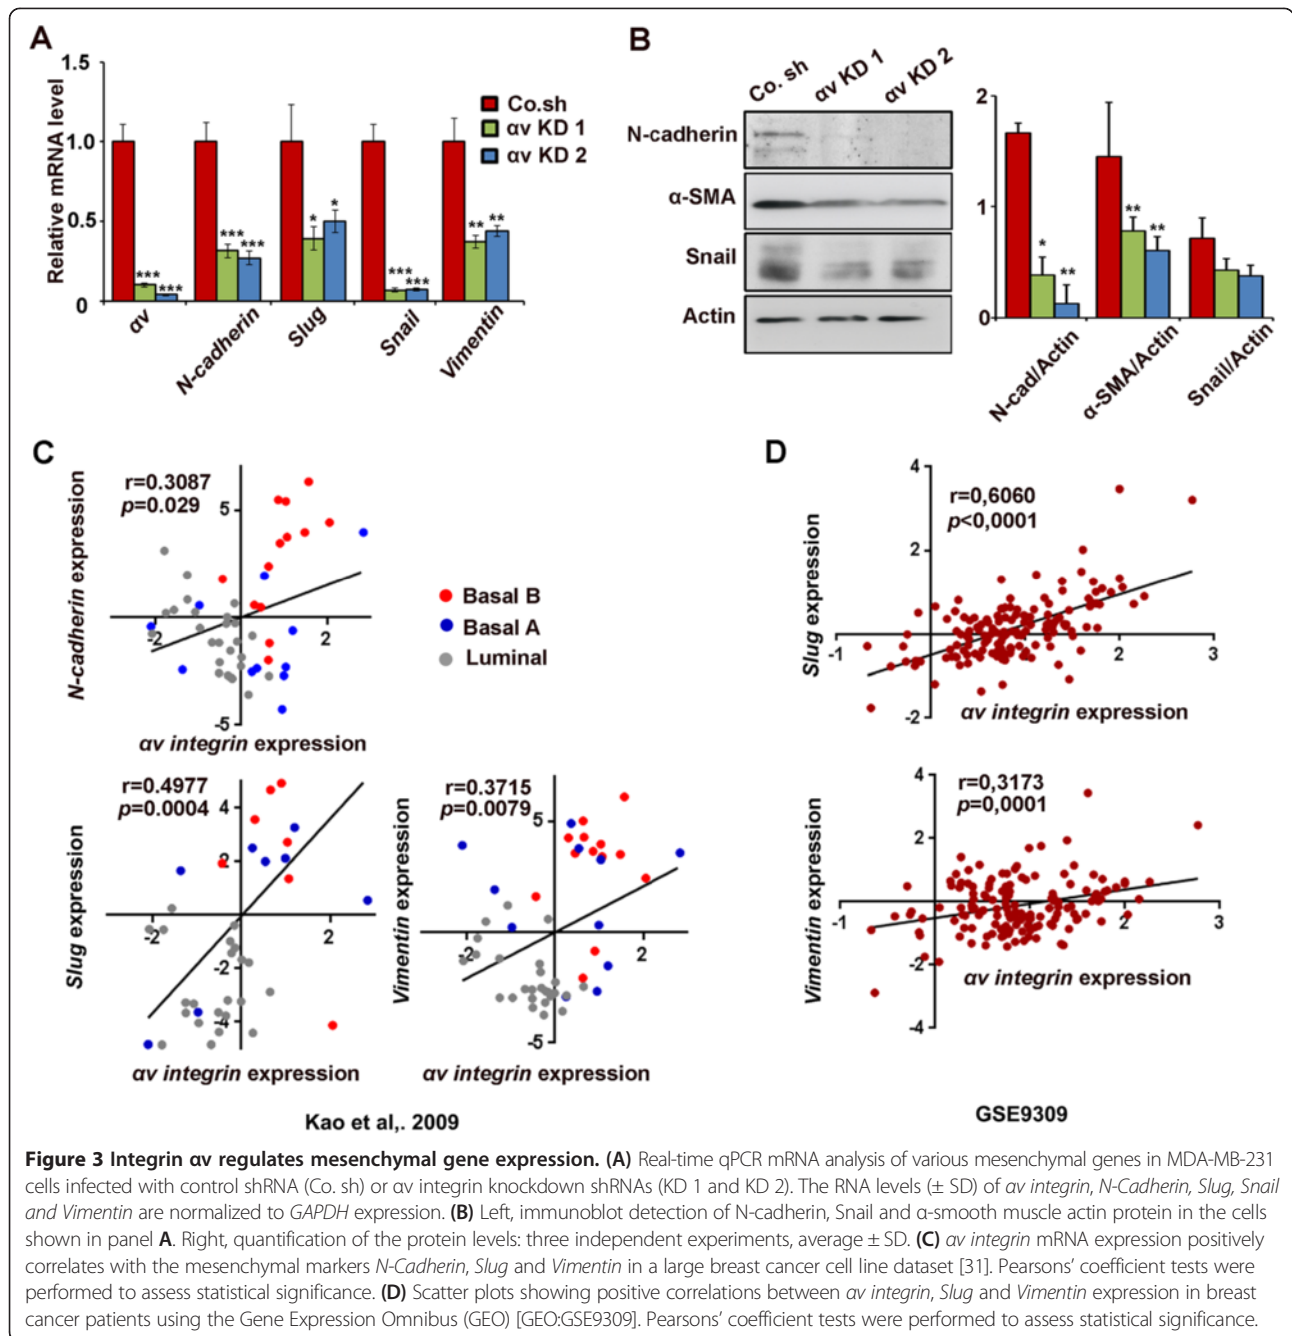 A
1.5
1.0
0.5
0
Relative mRNA level
Co.sh
αv KD 1
αv KD 2
***
***
***
***
*
*
***
***
**
**
αv
N-cadherin
Slug
Snail
Vimentin
B
Co. sh
αv KD 1
αv KD 2
N-cadherin
α-SMA
Snail
Actin
2
1
0
*
**
**
**
N-cad/Actin
α-SMA/Actin
Snail/Actin
C
r=0.3087
p=0.029
5
-2
2
-5
N-cadherin expression
αv integrin expression
Basal B
Basal A
Luminal
r=0.4977
p=0.0004
4
2
-2
2
-2
-4
Slug expression
αv integrin expression
r=0.3715
p=0.0079
5
-2
2
-5
Vimentin expression
αv integrin expression
Kao et al,. 2009
D
4
r=0,6060
p<0,0001
2
-1
2
3
-2
Slug expression
αv integrin expression
4
r=0,3173
p=0,0001
2
-1
2
3
-2
-4
Vimentin expression
αv integrin expression
GSE9309
Figure 3 Integrin αv regulates mesenchymal gene expression. (A) Real-time qPCR mRNA analysis of various mesenchymal genes in MDA-MB-231
cells infected with control shRNA (Co. sh) or αv integrin knockdown shRNAs (KD 1 and KD 2). The RNA levels (± SD) of αv integrin, N-Cadherin, Slug, Snail
and Vimentin are normalized to GAPDH expression. (B) Left, immunoblot detection of N-cadherin, Snail and α-smooth muscle actin protein in the cells
shown in panel A. Right, quantification of the protein levels: three independent experiments, average ± SD. (C) αv integrin mRNA expression positively
correlates with the mesenchymal markers N-Cadherin, Slug and Vimentin in a large breast cancer cell line dataset [31]. Pearsons' coefficient tests were
performed to assess statistical significance. (D) Scatter plots showing positive correlations between αv integrin, Slug and Vimentin expression in breast
cancer patients using the Gene Expression Omnibus (GEO) [GEO:GSE9309]. Pearsons' coefficient tests were performed to assess statistical significance.